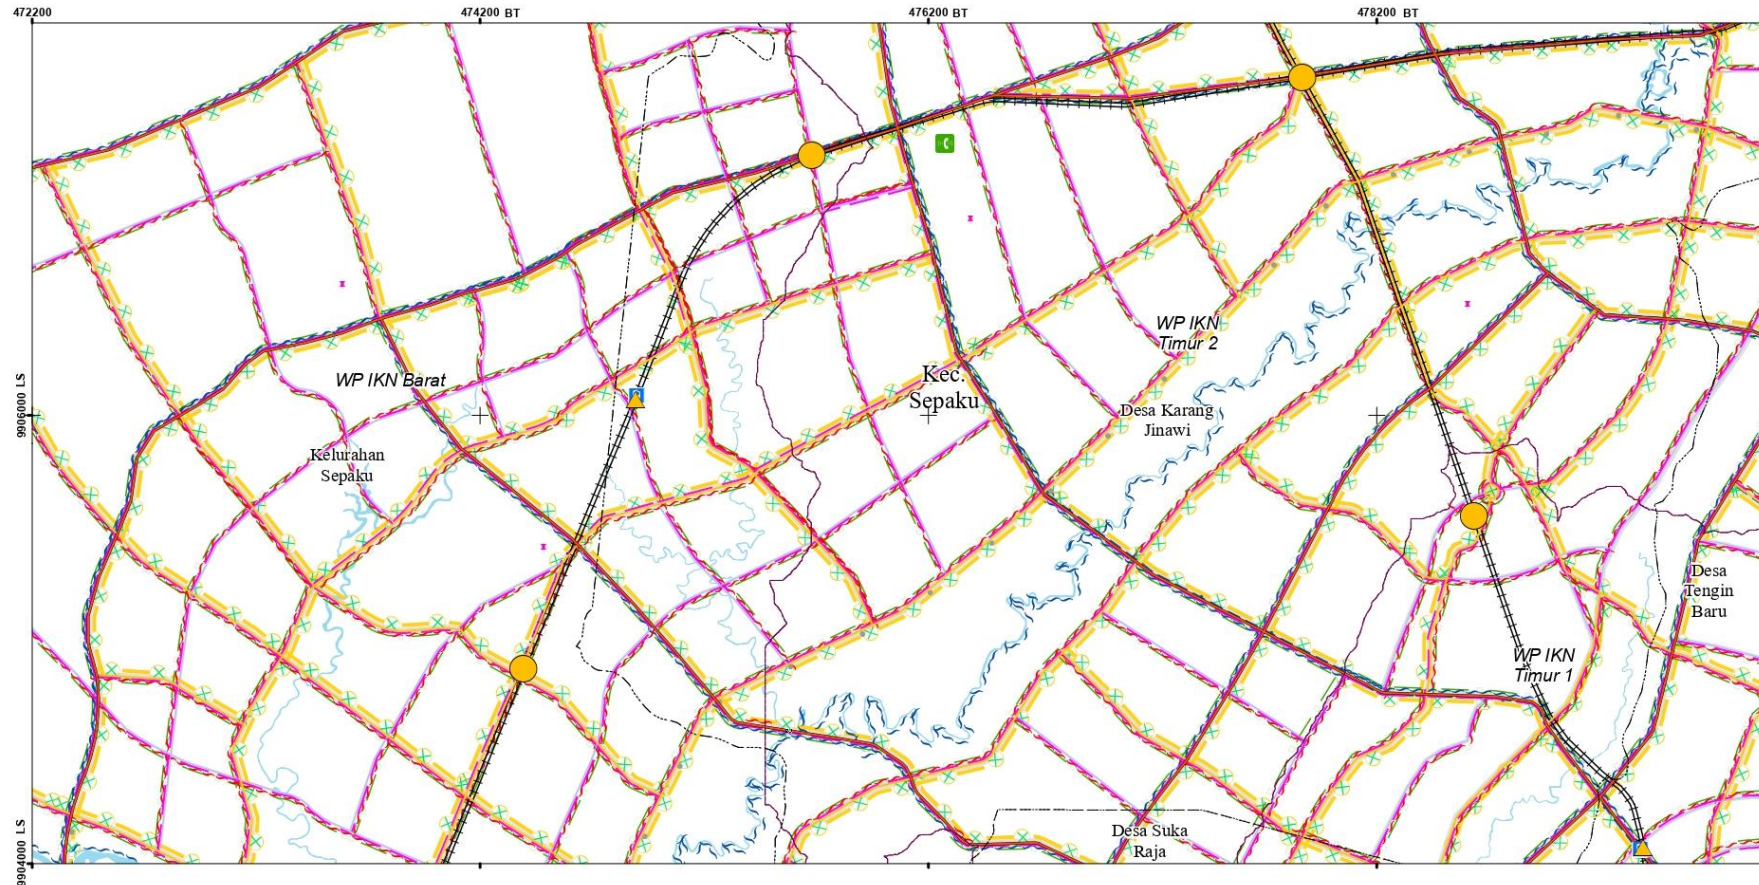 472200
474200 BT
476200 BT
478200 BT
WP IKN
Timur 2
WP IKN Barat
Kec.
Sepaku
9906000 LS
Desa Karang
Jinawi
Kelurahan
Sepaku
Desa
Tengin
Baru
WP IKN
Timur 1
Desa Suka
Raja
9904000 LS